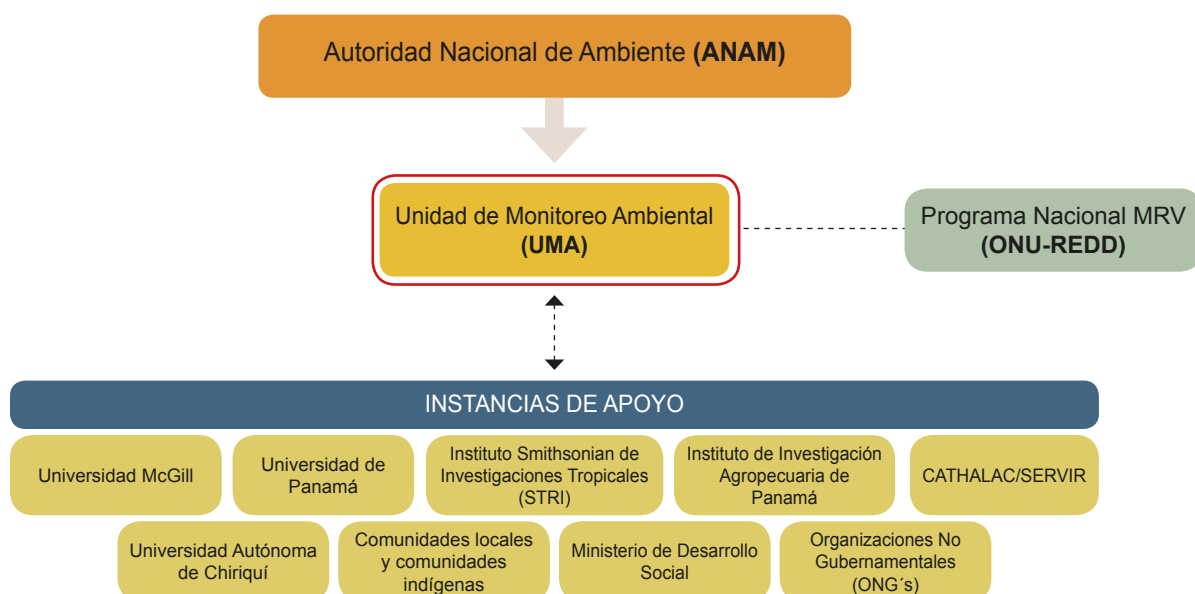 Autoridad Nacional de Ambiente (ANAM)
Unidad de Monitoreo Ambiental
(UMA)
Programa Nacional MRV
(ONU-REDD)
INSTANCIAS DE APOYO
Universidad McGill
Universidad de
Panamá
Instituto Smithsonian de
Investigaciones Tropicales
(STRI)
Instituto de Investigación
Agropecuaria de
Panamá
CATHALAC/SERVIR
Universidad Autónoma
de Chiriquí
Comunidades locales
y comunidades
indígenas
Ministerio de Desarrollo
Social
Organizaciones No
Gubernamentales
(ONG´s)